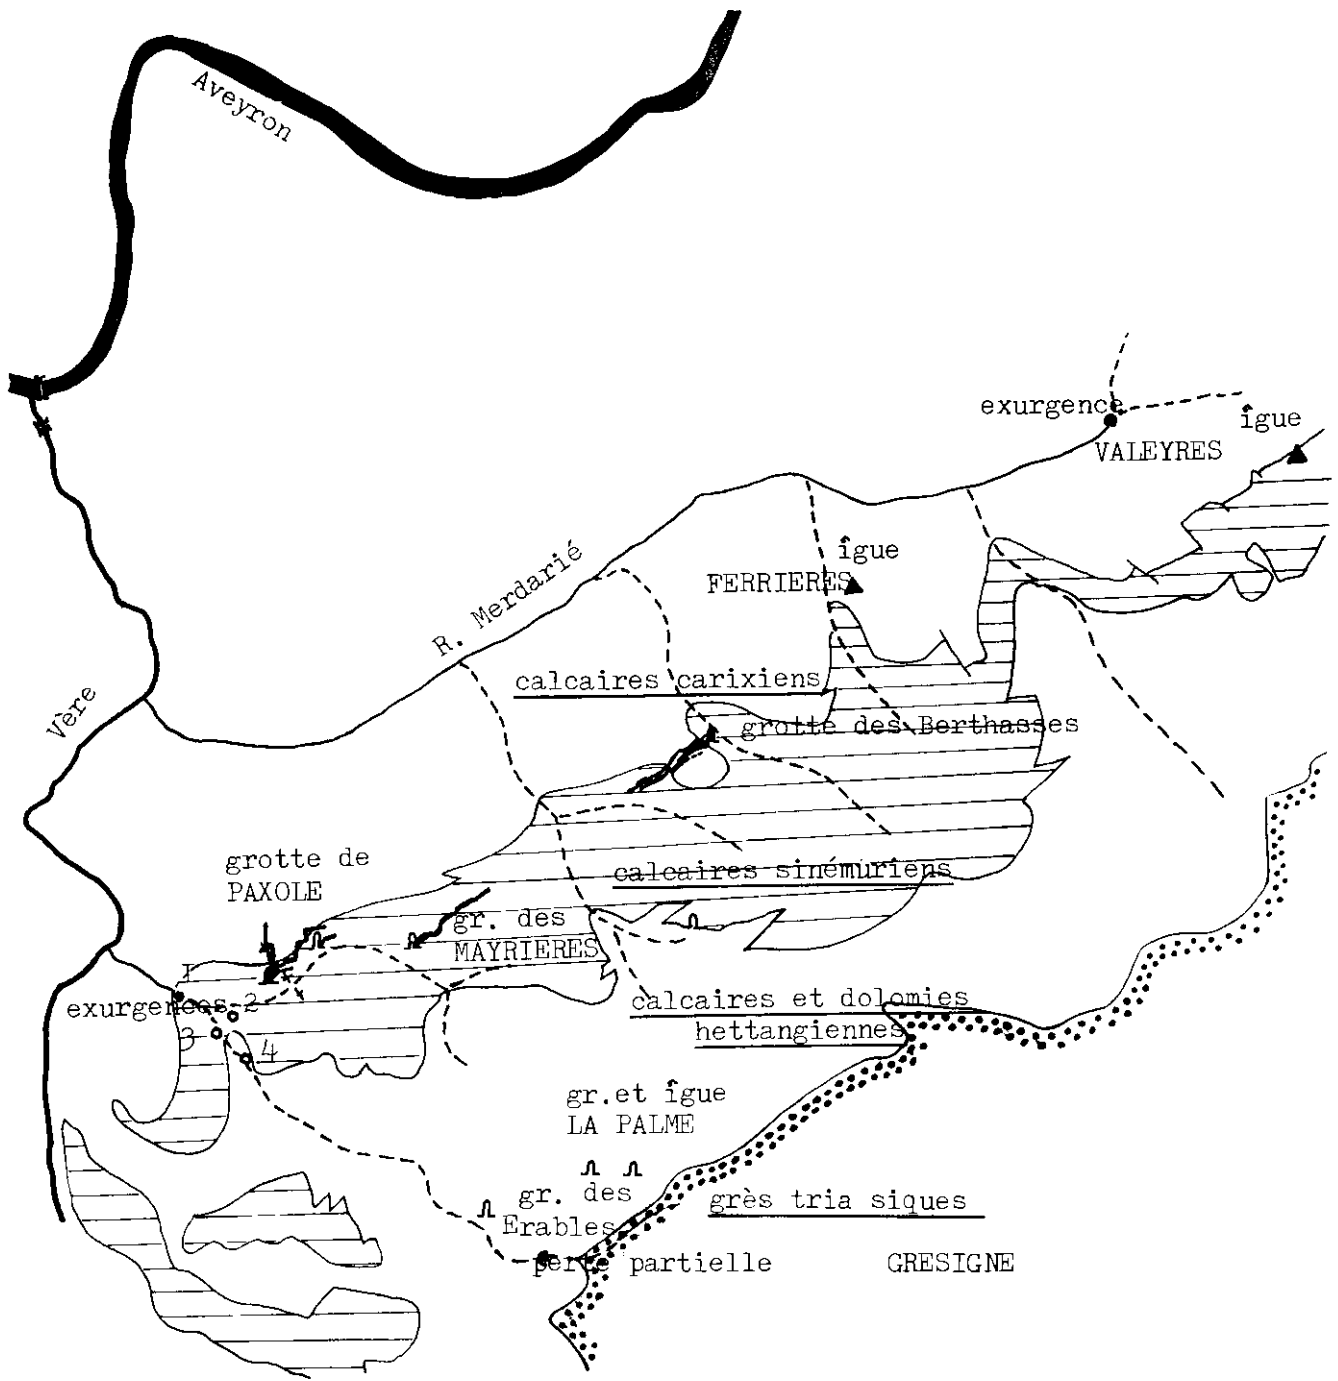 Aveyron
exurgence
îgue
VALEYRES
îgue
FERRIERES
R. Merdarié
calcaires carixiens
Vère
grotte des Berthasses
grotte de
PAXOLE
calcaires sinémuriens
gr. des
MAYRIERES
1
exurgences 2
3
4
calcaires et dolomies
hettangiennes
gr.et îgue
LA PALME
gr. des
Erables
grès tria siques
perte partielle
GRESIGNE